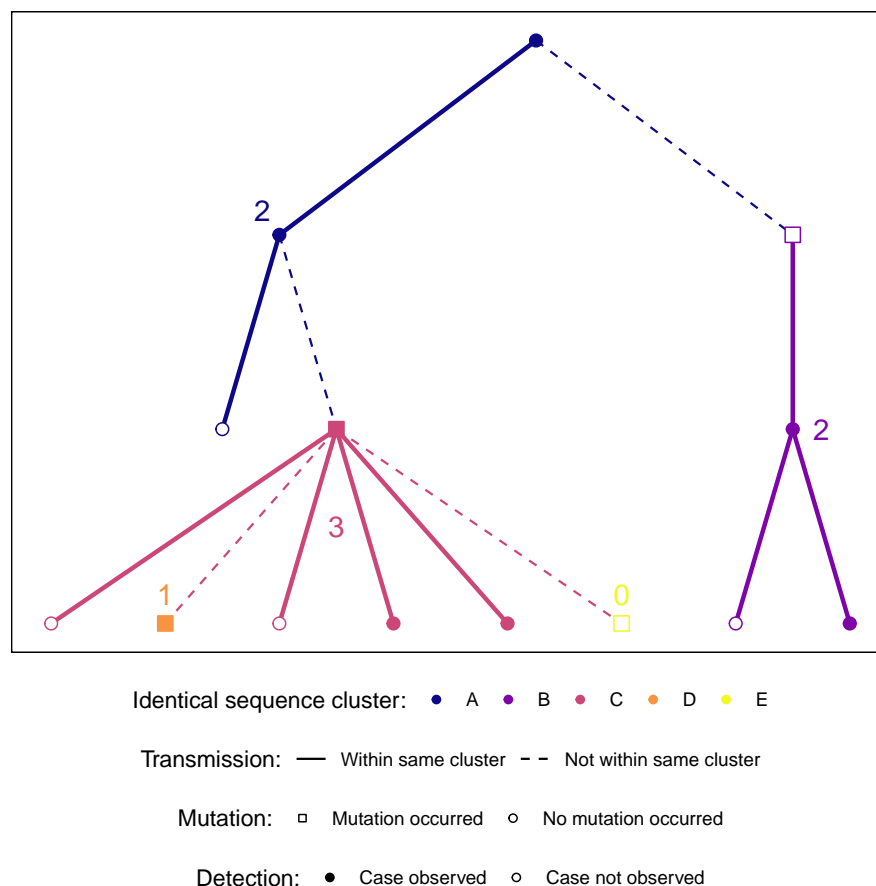 2
2
3
1
0
Identical sequence cluster: A B C D E
Transmission: Within same cluster Not within same cluster
Mutation: Mutation occurred No mutation occurred
Detection: Case observed Case not observed